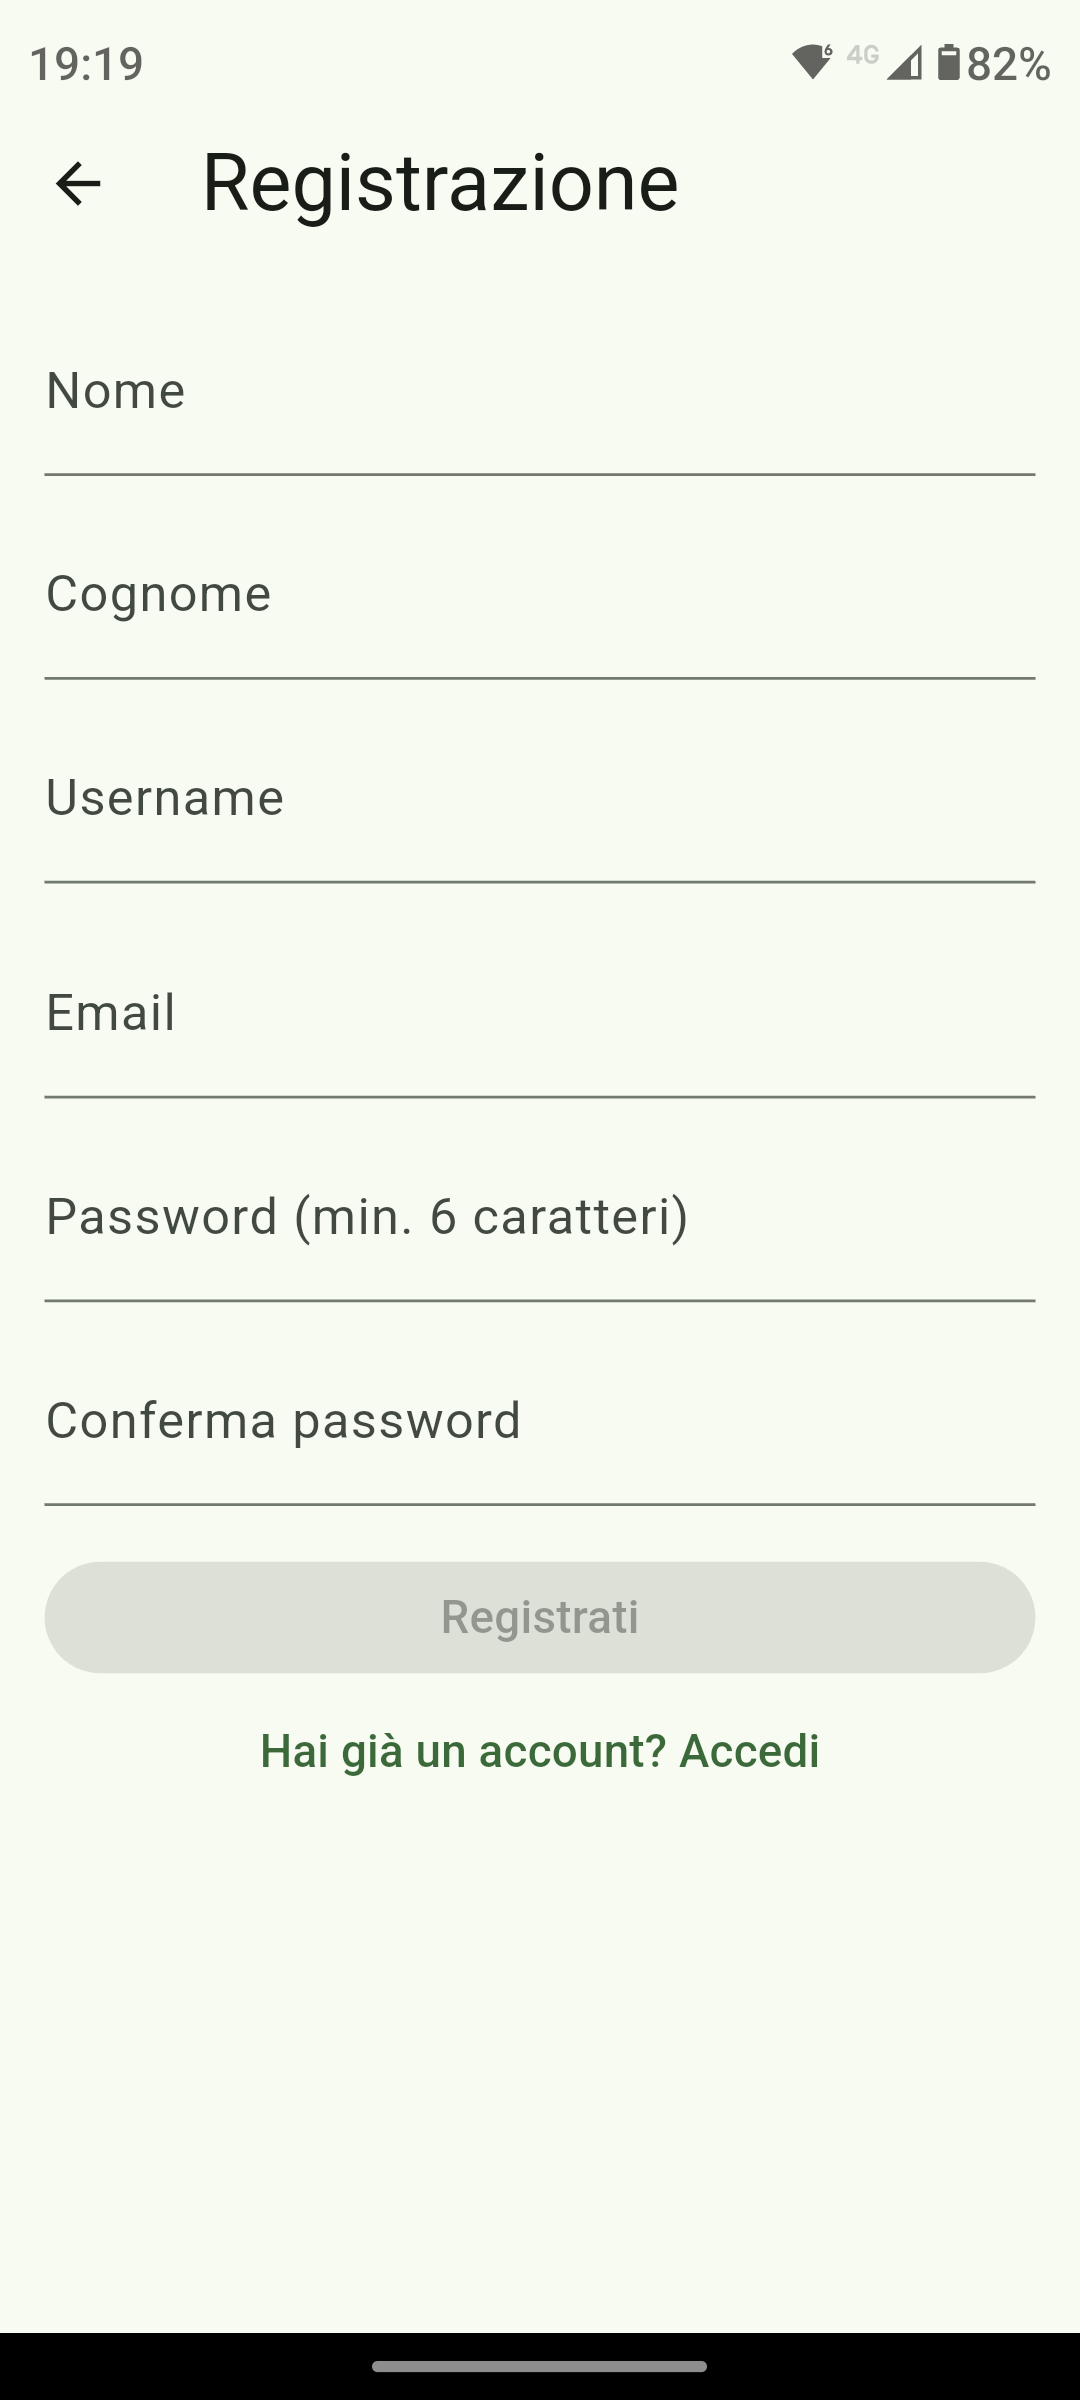 19:19
6 4G 82%
Registrazione
Nome
Cognome
Username
Email
Password (min. 6 caratteri)
Conferma password
Registrati
Hai già un account? Accedi